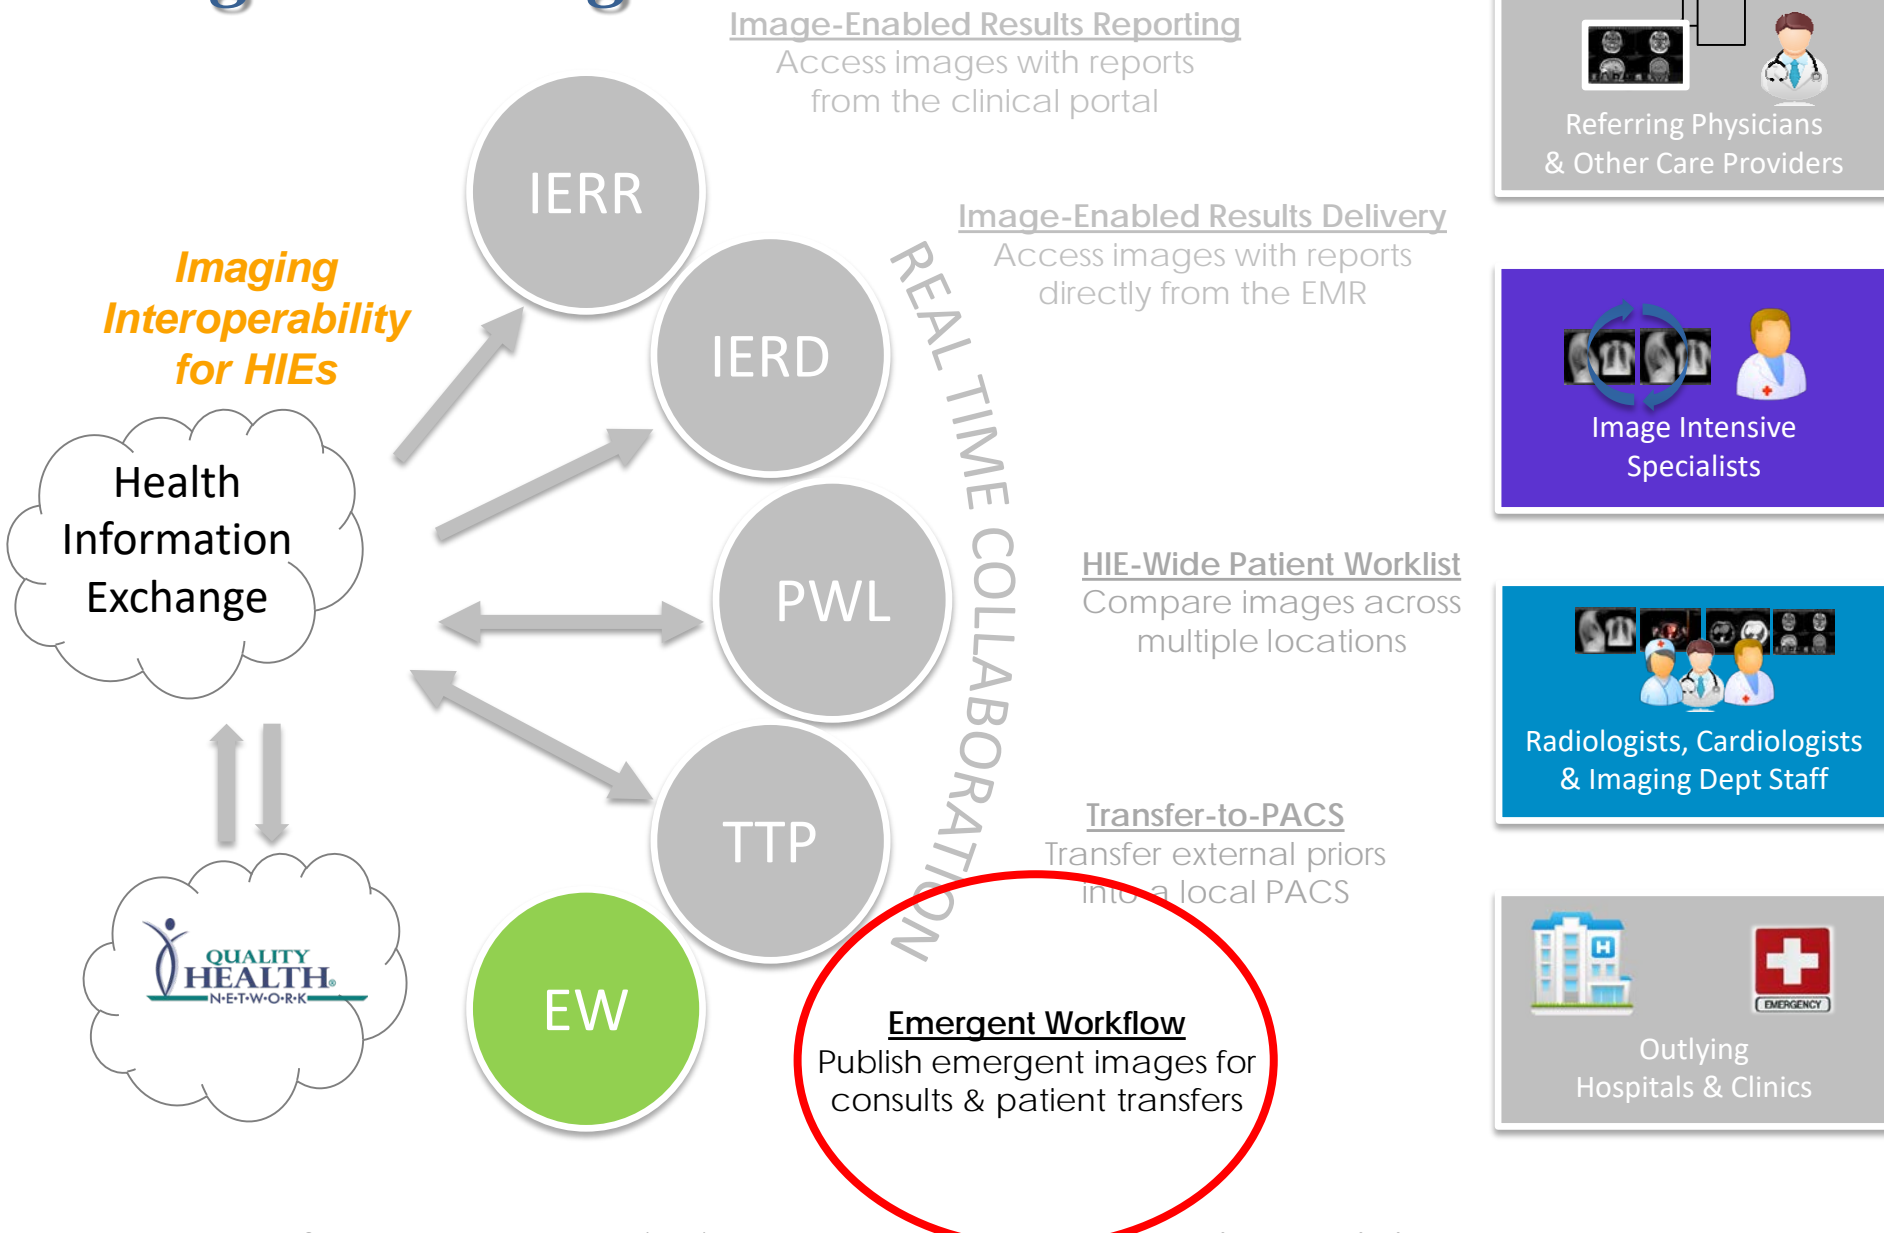 Image-Enabled Results Reporting
Access images with reports
from the clinical portal
IERR
Referring Physicians
& Other Care Providers
Imaging
Interoperability
for HIEs
Image-Enabled Results Delivery
Access images with reports
directly from the EMR
IERD
REAL TIME COLLABORATION
Image Intensive
Specialists
Health
Information
Exchange
PWL
HIE-Wide Patient Worklist
Compare images across
multiple locations
Radiologists, Cardiologists
& Imaging Dept Staff
TTP
Transfer-to-PACS
Transfer external priors
into a local PACS
QUALITY
HEALTH®
N•E•T•W•O•R•K
EW
Emergent Workflow
Publish emergent images for
consults & patient transfers
H
EMERGENCY
Outlying
Hospitals & Clinics